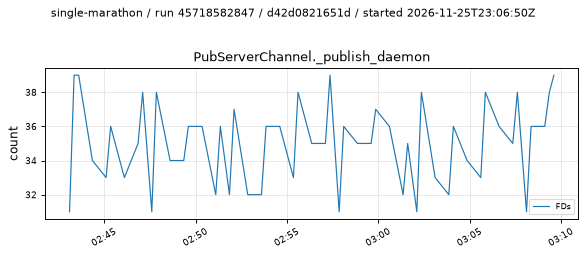 single-marathon / run 45718582847 / d42d0821651d / started 2026-11-25T23:06:50Z
PubServerChannel._publish_daemon
count
38
36
34
32
FDs
02:45
02:50
02:55
03:00
03:05
03:10